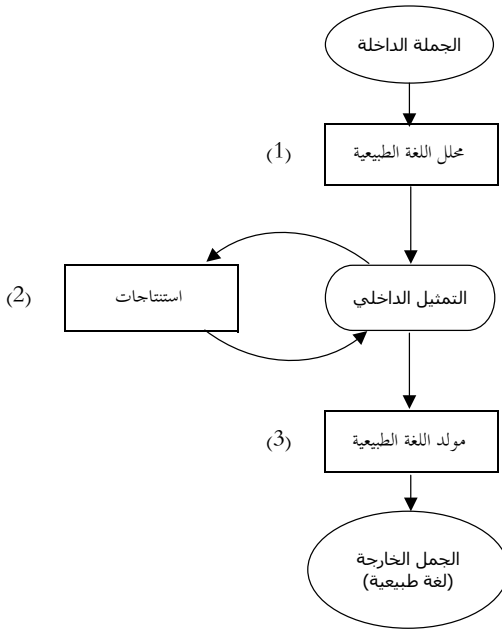 الجملة الداخلة
(1)
محلل اللغة الطبيعية
التمثيل الداخلي
استنتاجات
(2)
مولد اللغة الطبيعية
(3)
الجمل الخارجة
(لغة طبيعية)